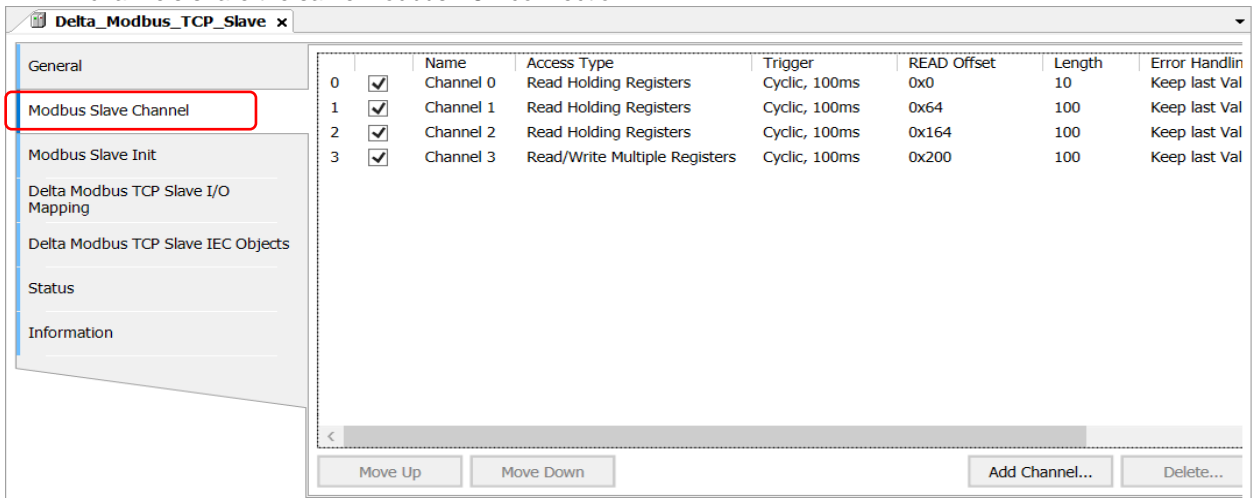 Delta_Modbus_TCP_Slave x
General
Modbus Slave Channel
Modbus Slave Init
Delta Modbus TCP Slave I/O
Mapping
Delta Modbus TCP Slave IEC Objects
Status
Information
Name Access Type Trigger READ Offset Length Error Handlin
0 Channel 0 Read Holding Registers Cyclic, 100ms 0x0 10 Keep last Val
1 Channel 1 Read Holding Registers Cyclic, 100ms 0x64 100 Keep last Val
2 Channel 2 Read Holding Registers Cyclic, 100ms 0x164 100 Keep last Val
3 Channel 3 Read/Write Multiple Registers Cyclic, 100ms 0x200 100 Keep last Val
Move Up Move Down Add Channel... Delete...